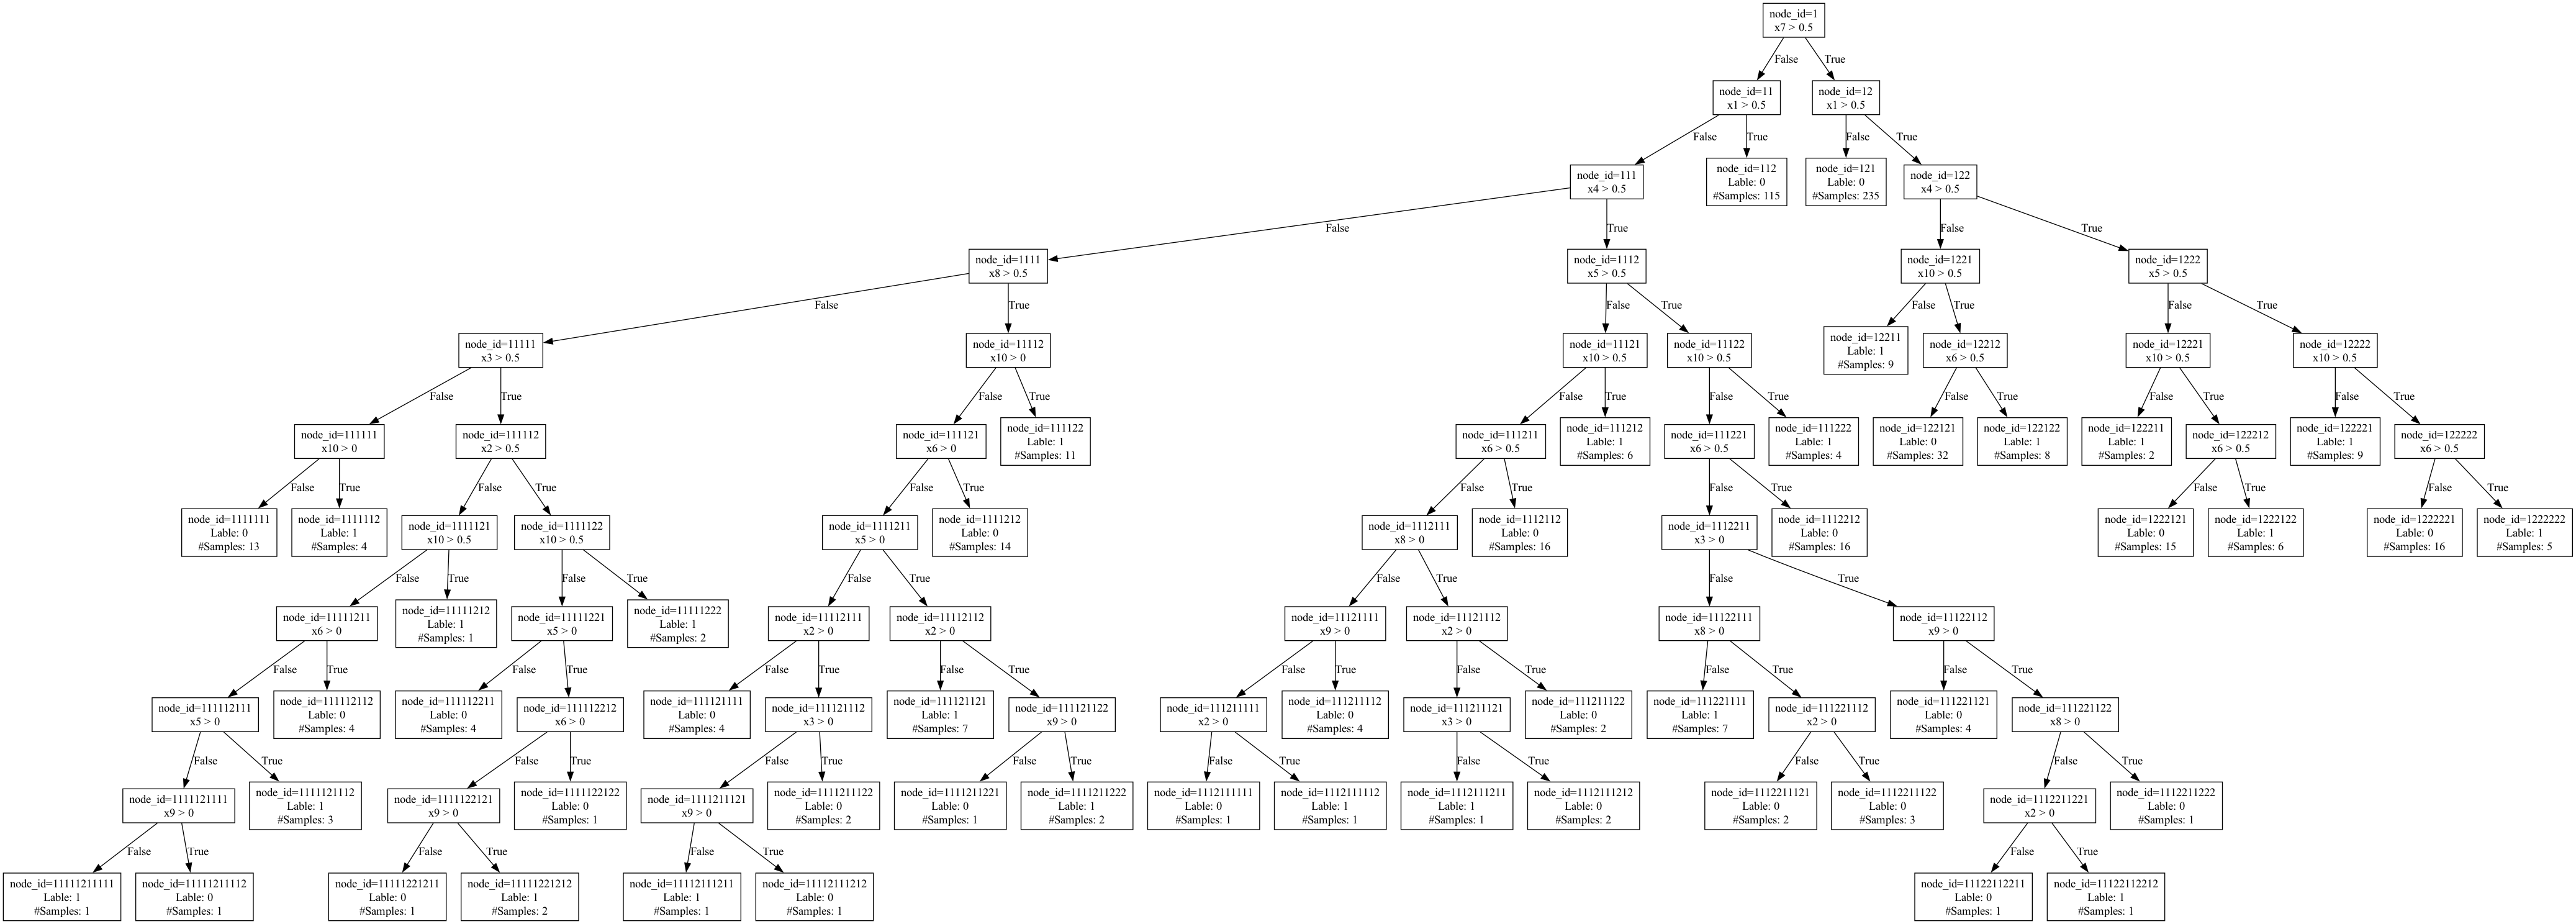 node_id=1
x7 > 0.5
False
True
node_id=11
x1 > 0.5
node_id=12
x1 > 0.5
False
True
False
True
node_id=111
x4 > 0.5
node_id=112
Lable: 0
#Samples: 115
node_id=121
Lable: 0
#Samples: 235
node_id=122
x4 > 0.5
False
True
False
True
node_id=1111
x8 > 0.5
node_id=1112
x5 > 0.5
node_id=1221
x10 > 0.5
node_id=1222
x5 > 0.5
False
True
False
True
False
True
False
True
node_id=11111
x3 > 0.5
node_id=11112
x10 > 0
node_id=11121
x10 > 0.5
node_id=11122
x10 > 0.5
node_id=12211
Lable: 1
#Samples: 9
node_id=12212
x6 > 0.5
node_id=12221
x10 > 0.5
node_id=12222
x10 > 0.5
False
True
False
True
False
True
False
True
False
True
False
True
False
True
node_id=111111
x10 > 0
node_id=111112
x2 > 0.5
node_id=111121
x6 > 0
node_id=111122
Lable: 1
#Samples: 11
node_id=111211
x6 > 0.5
node_id=111212
Lable: 1
#Samples: 6
node_id=111221
x6 > 0.5
node_id=111222
Lable: 1
#Samples: 4
node_id=122121
Lable: 0
#Samples: 32
node_id=122122
Lable: 1
#Samples: 8
node_id=122211
Lable: 1
#Samples: 2
node_id=122212
x6 > 0.5
node_id=122221
Lable: 1
#Samples: 9
node_id=122222
x6 > 0.5
False
True
False
True
False
True
False
True
False
True
False
True
False
True
node_id=1111111
Lable: 0
#Samples: 13
node_id=1111112
Lable: 1
#Samples: 4
node_id=1111121
x10 > 0.5
node_id=1111122
x10 > 0.5
node_id=1111211
x5 > 0
node_id=1111212
Lable: 0
#Samples: 14
node_id=1112111
x8 > 0
node_id=1112112
Lable: 0
#Samples: 16
node_id=1112211
x3 > 0
node_id=1112212
Lable: 0
#Samples: 16
node_id=1222121
Lable: 0
#Samples: 15
node_id=1222122
Lable: 1
#Samples: 6
node_id=1222221
Lable: 0
#Samples: 16
node_id=1222222
Lable: 1
#Samples: 5
False
True
False
True
False
True
False
True
False
True
node_id=11111211
x6 > 0
node_id=11111212
Lable: 1
#Samples: 1
node_id=11111221
x5 > 0
node_id=11111222
Lable: 1
#Samples: 2
node_id=11112111
x2 > 0
node_id=11112112
x2 > 0
node_id=11121111
x9 > 0
node_id=11121112
x2 > 0
node_id=11122111
x8 > 0
node_id=11122112
x9 > 0
False
True
False
True
False
True
False
True
False
True
False
True
False
True
False
True
node_id=111112111
x5 > 0
node_id=111112112
Lable: 0
#Samples: 4
node_id=111112211
Lable: 0
#Samples: 4
node_id=111112212
x6 > 0
node_id=111121111
Lable: 0
#Samples: 4
node_id=111121112
x3 > 0
node_id=111121121
Lable: 1
#Samples: 7
node_id=111121122
x9 > 0
node_id=111211111
x2 > 0
node_id=111211112
Lable: 0
#Samples: 4
node_id=111211121
x3 > 0
node_id=111211122
Lable: 0
#Samples: 2
node_id=111221111
Lable: 1
#Samples: 7
node_id=111221112
x2 > 0
node_id=111221121
Lable: 0
#Samples: 4
node_id=111221122
x8 > 0
False
True
False
True
False
True
False
True
False
True
False
True
False
True
False
True
node_id=1111121111
x9 > 0
node_id=1111121112
Lable: 1
#Samples: 3
node_id=1111122121
x9 > 0
node_id=1111122122
Lable: 0
#Samples: 1
node_id=1111211121
x9 > 0
node_id=1111211122
Lable: 0
#Samples: 2
node_id=1111211221
Lable: 0
#Samples: 1
node_id=1111211222
Lable: 1
#Samples: 2
node_id=1112111111
Lable: 0
#Samples: 1
node_id=1112111112
Lable: 1
#Samples: 1
node_id=1112111211
Lable: 1
#Samples: 1
node_id=1112111212
Lable: 0
#Samples: 2
node_id=1112211121
Lable: 0
#Samples: 2
node_id=1112211122
Lable: 0
#Samples: 3
node_id=1112211221
x2 > 0
node_id=1112211222
Lable: 0
#Samples: 1
False
True
False
True
False
True
False
True
node_id=11111211111
Lable: 1
#Samples: 1
node_id=11111211112
Lable: 0
#Samples: 1
node_id=11111221211
Lable: 0
#Samples: 1
node_id=11111221212
Lable: 1
#Samples: 2
node_id=11112111211
Lable: 1
#Samples: 1
node_id=11112111212
Lable: 0
#Samples: 1
node_id=11122112211
Lable: 0
#Samples: 1
node_id=11122112212
Lable: 1
#Samples: 1